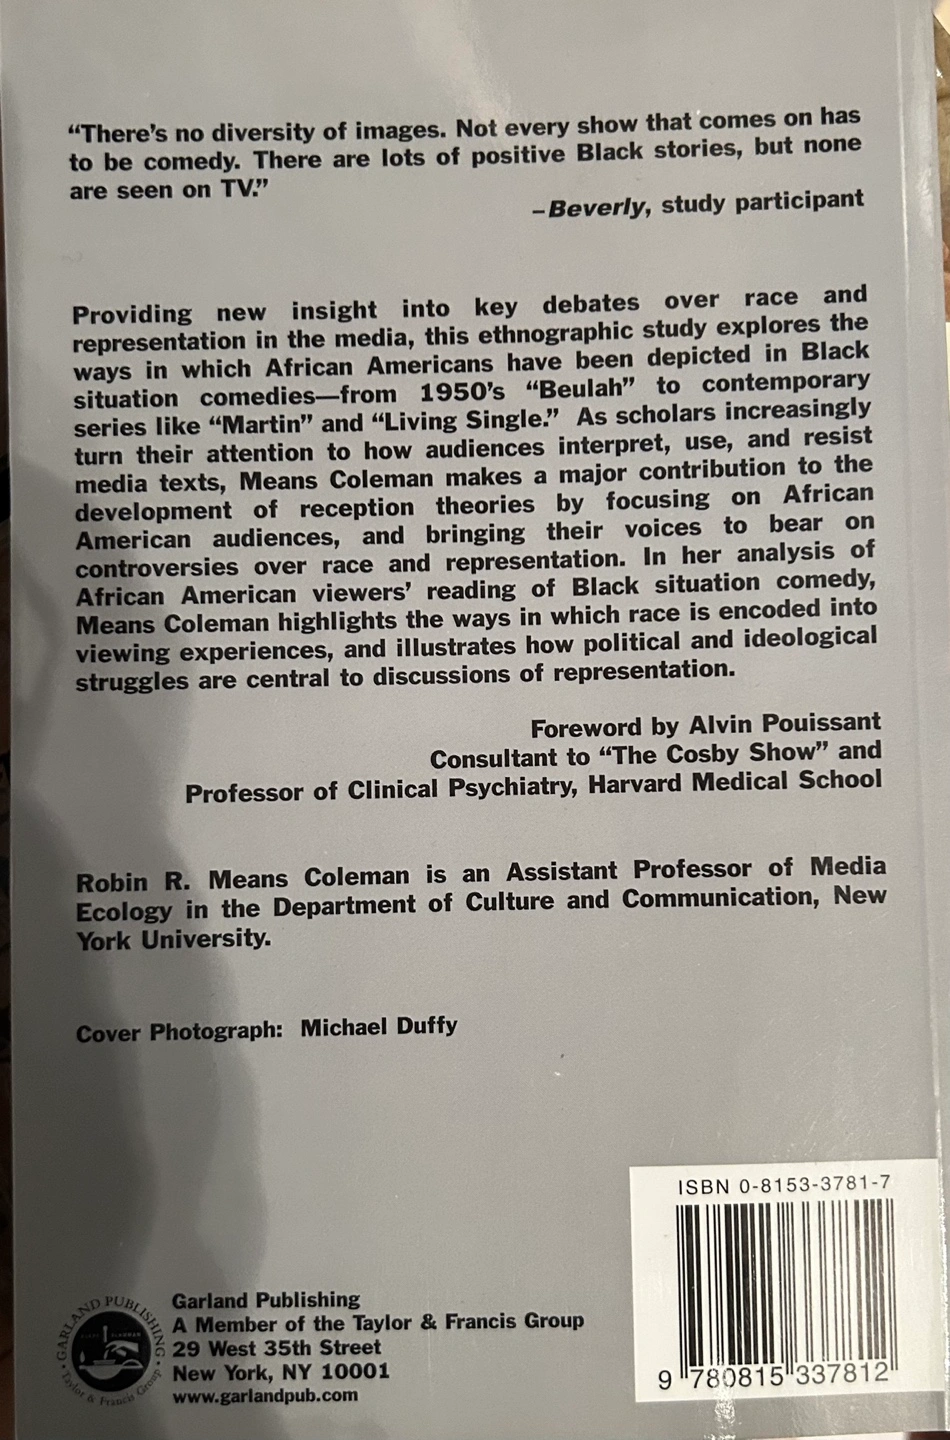 “There’s no diversity of images. Not every show that comes on has
to be comedy. There are lots of positive Black stories, but none
are seen on TV.”
–Beverly, study participant
Providing new insight into key debates over race and
representation in the media, this ethnographic study explores the
ways in which African Americans have been depicted in Black
situation comedies—from 1950’s “Beulah” to contemporary
series like “Martin” and “Living Single.” As scholars increasingly
turn their attention to how audiences interpret, use, and resist
media texts, Means Coleman makes a major contribution to the
development of reception theories by focusing on African
American audiences, and bringing their voices to bear on
controversies over race and representation. In her analysis of
African American viewers’ reading of Black situation comedy,
Means Coleman highlights the ways in which race is encoded into
viewing experiences, and illustrates how political and ideological
struggles are central to discussions of representation.
Foreword by Alvin Pouissant
Consultant to “The Cosby Show” and
Professor of Clinical Psychiatry, Harvard Medical School
Robin R. Means Coleman is an Assistant Professor of Media
Ecology in the Department of Culture and Communication, New
York University.
Cover Photograph: Michael Duffy
ISBN 0-8153-3781-7
9 780815 337812
GARLAND PUBLISHING
Taylor & Francis Group
Garland Publishing
A Member of the Taylor & Francis Group
29 West 35th Street
New York, NY 10001
www.garlandpub.com